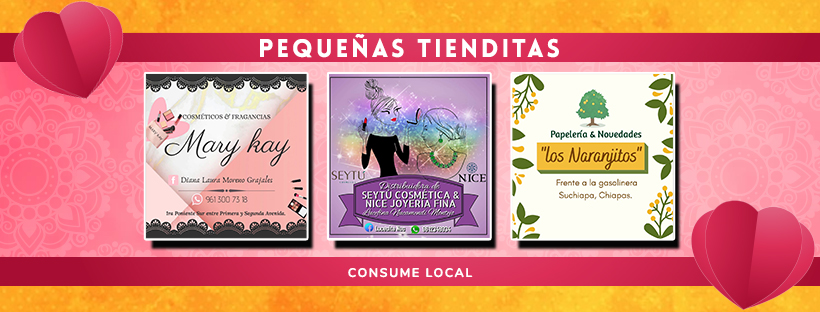 PEQUEÑAS TIENDITAS
COSMÉTICOS & FRAGANCIAS
Mary kay
Diana Laura Moreno Grajales
961 300 73 18
1ra Poniente Sur entre Primera y Segunda Avenida.
SEYTÚ
NICE
Distribuidora de
SEYTÚ COSMÉTICA &
NICE JOYERÍA FINA
Papelería & Novedades
"los Naranjitos"
Frente a la gasolinera
Suchiapa, Chiapas.
CONSUME LOCAL